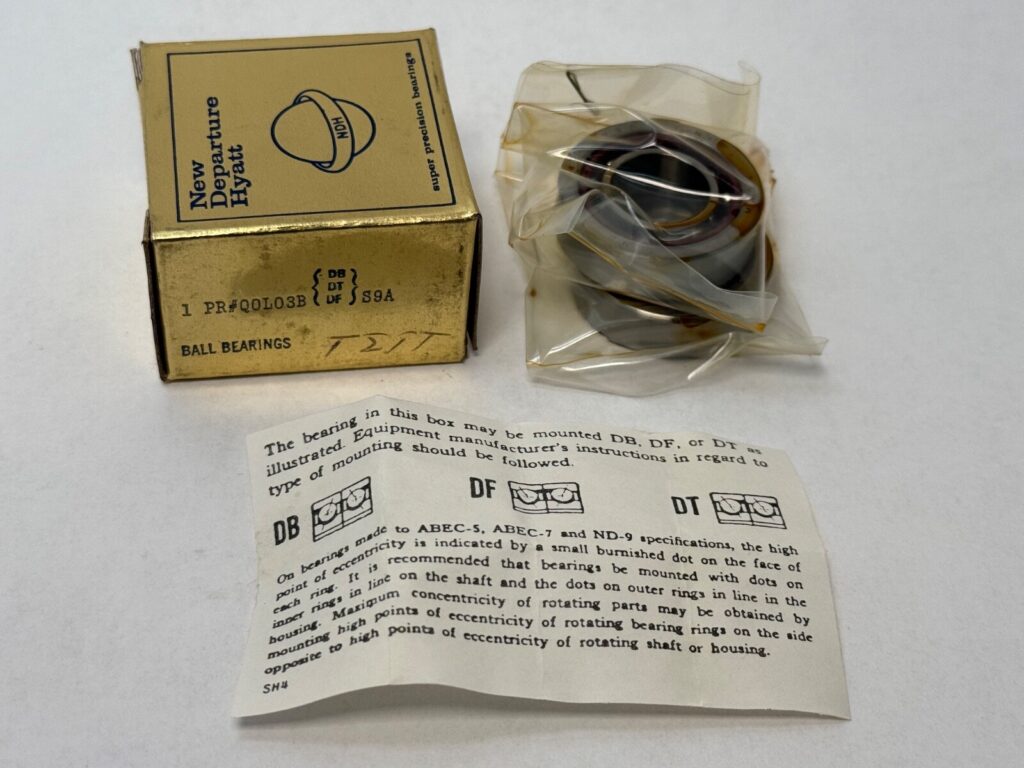 New
Departure
Hyatt
NDH
super precision bearings
1 PR#Q0L03B { DB DT DF } S9A
BALL BEARINGS
The bearing in this box may be mounted DB, DF, or DT as
illustrated. Equipment manufacturer's instructions in regard to
type of mounting should be followed.
DB
DF
DT
On bearings made to ABEC-5, ABEC-7 and ND-9 specifications, the high
point of eccentricity is indicated by a small burnished dot on the face of
each ring. It is recommended that bearings be mounted with dots on
inner rings in line on the shaft and the dots on outer rings in line in the
housing. Maximum concentricity of rotating parts may be obtained by
mounting high points of eccentricity of rotating bearing rings on the side
opposite to high points of eccentricity of rotating shaft or housing.
SH4